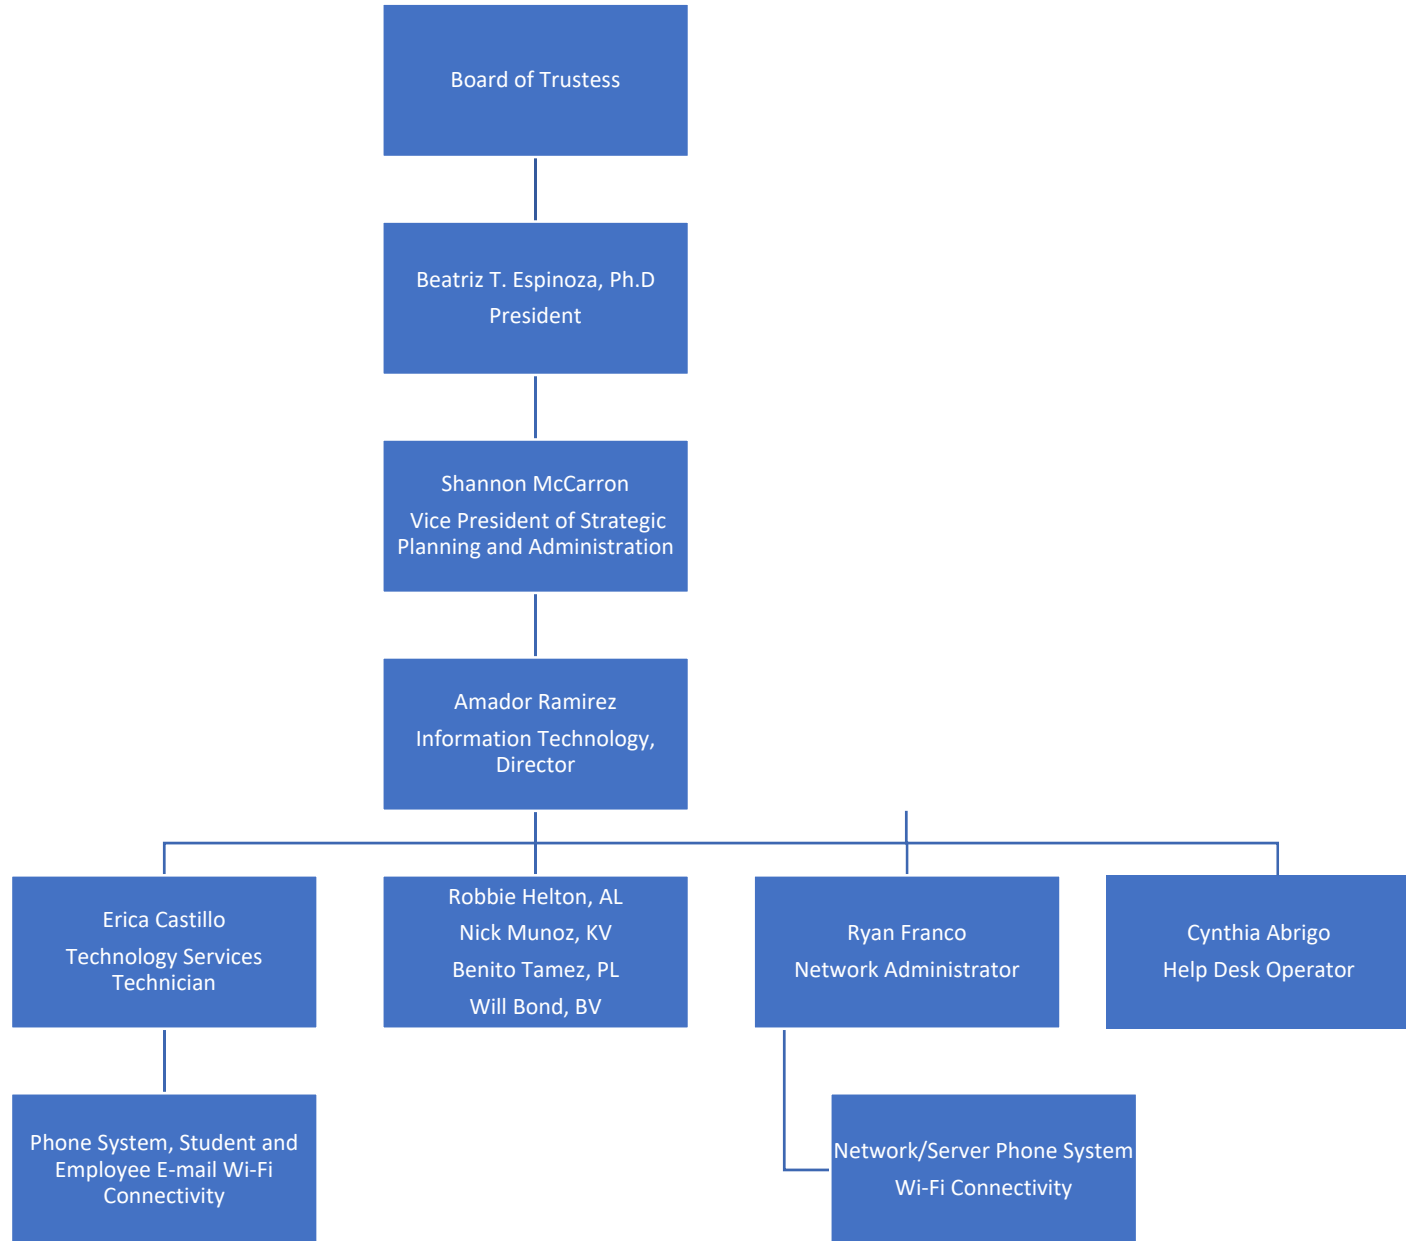 Board of Trustess
Beatriz T. Espinoza, Ph.D
President
Shannon McCarron
Vice President of Strategic
Planning and Administration
Amador Ramirez
Information Technology,
Director
Erica Castillo
Technology Services
Technician
Robbie Helton, AL
Nick Munoz, KV
Benito Tamez, PL
Will Bond, BV
Ryan Franco
Network Administrator
Cynthia Abrigo
Help Desk Operator
Phone System, Student and
Employee E-mail Wi-Fi
Connectivity
Network/Server Phone System
Wi-Fi Connectivity